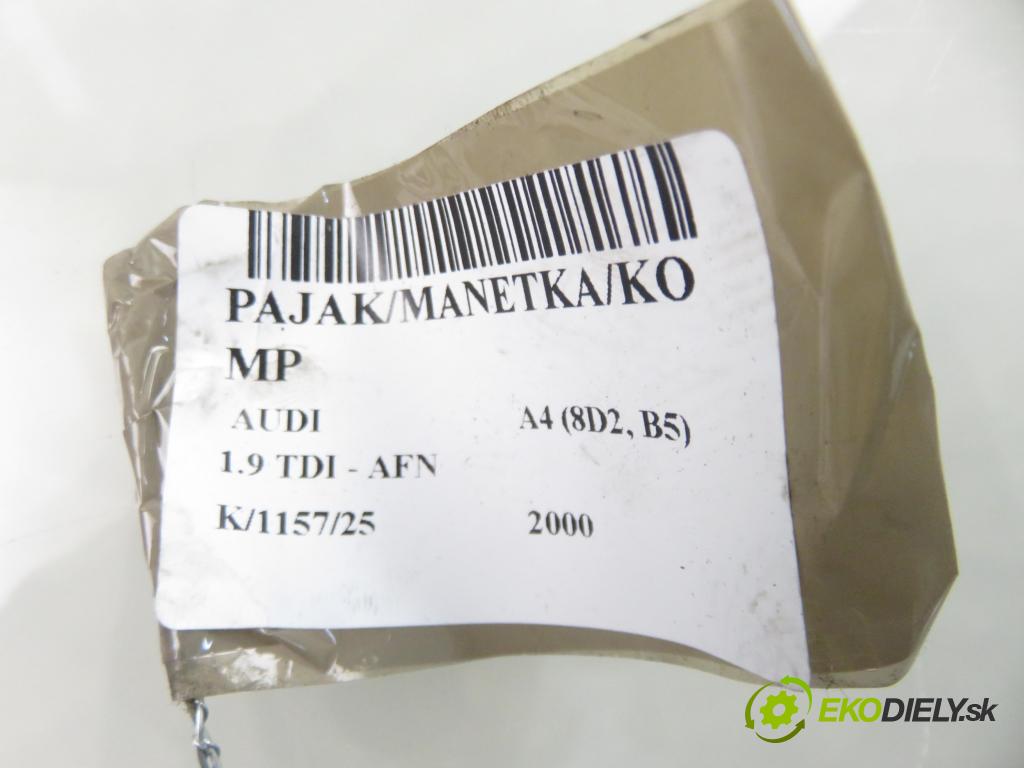 PAJAK/MANETKA/KO
MP
AUDI A4 (8D2, B5)
1.9 TDI - AFN
K/1157/25 2000
EKODIELY.sk